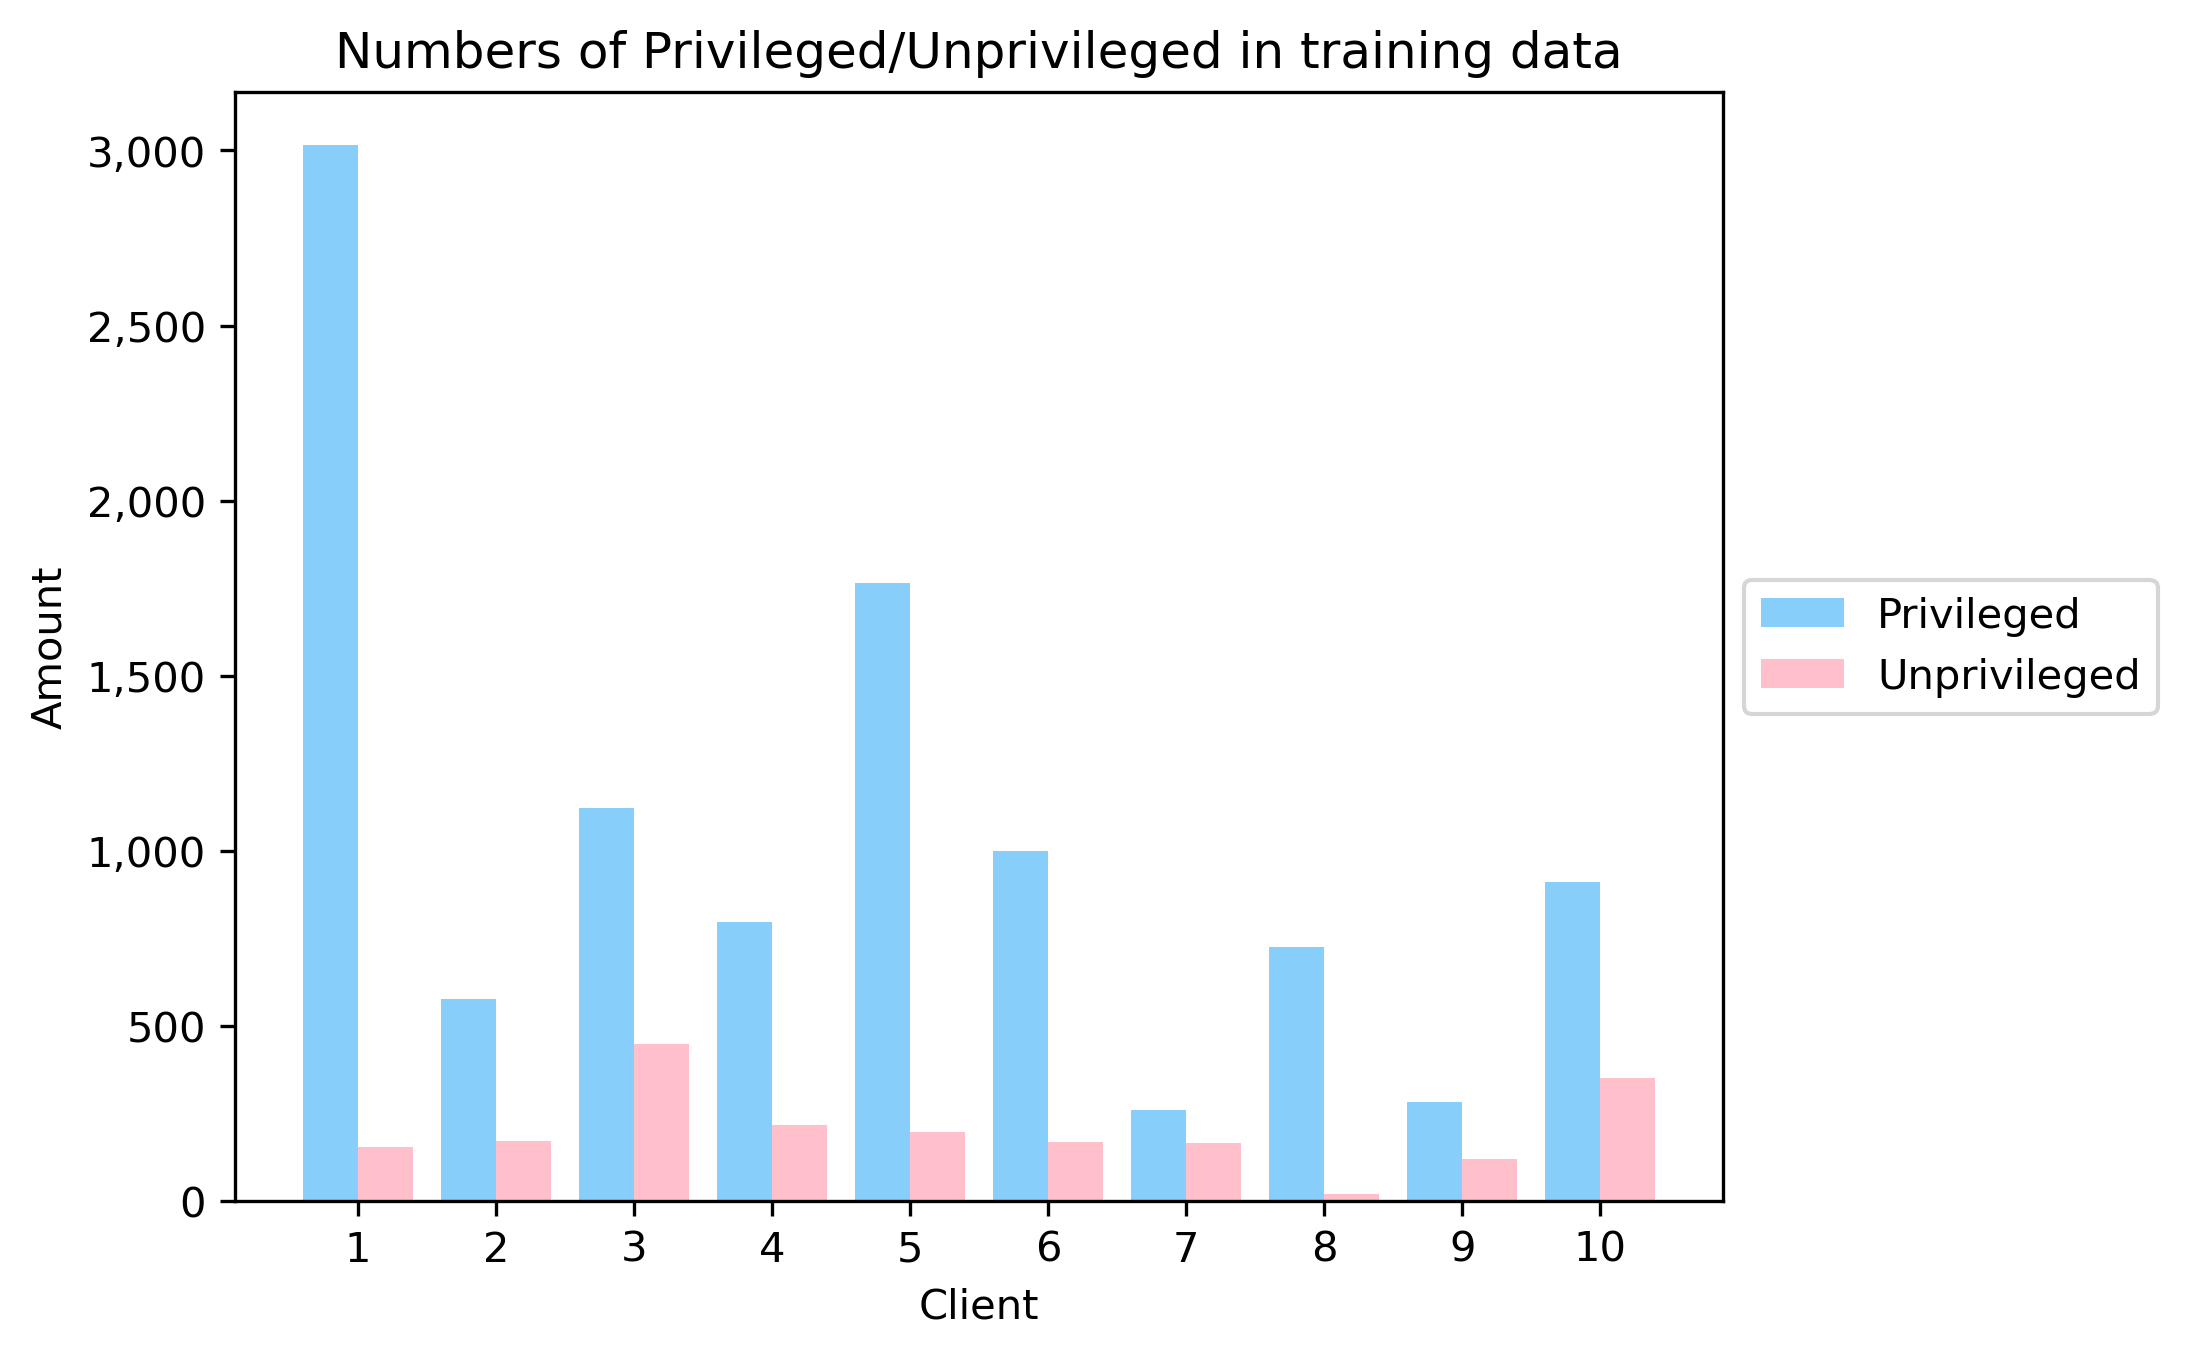 Numbers of Privileged/Unprivileged in training data
3,000
2,500
2,000
1,500
1,000
500
0
Amount
1 2 3 4 5 6 7 8 9 10
Client
Privileged
Unprivileged